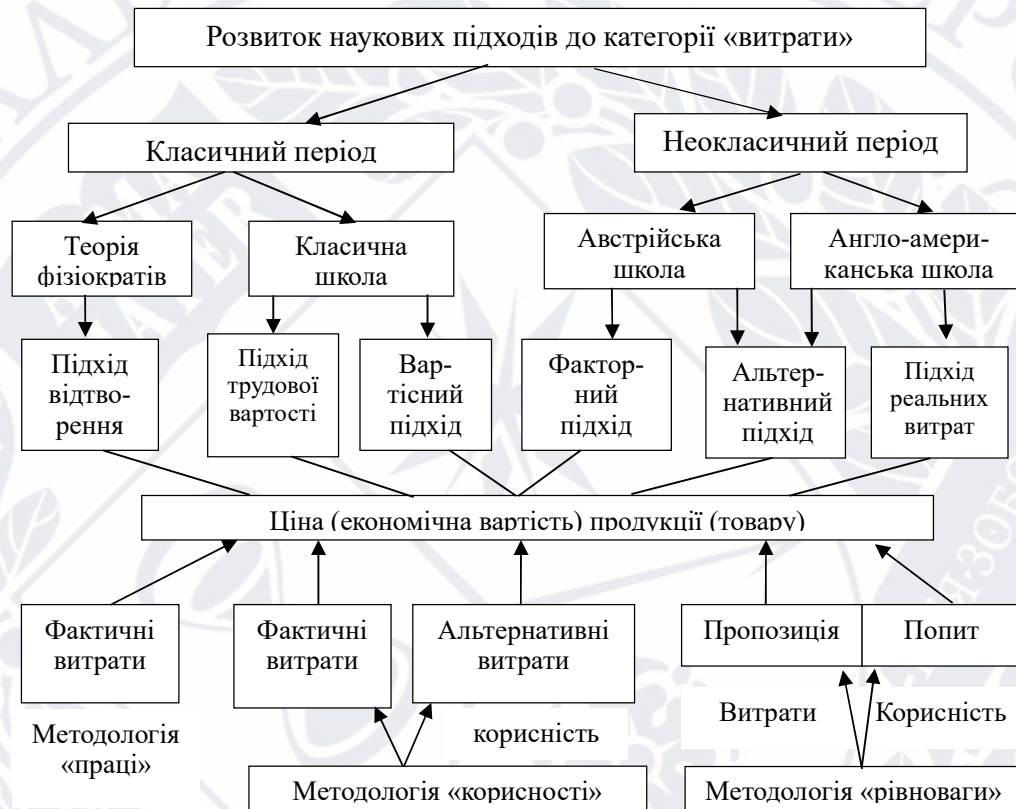 Розвиток наукових підходів до категорії «витрати»
Класичний період
Неокласичний період
Теорія
фізіократів
Класична
школа
Австрійська
школа
Англо-амери-
канська школа
Підхід
відтво-
рення
Підхід
трудової
вартості
Вар-
тісний
підхід
Фактор-
ний
підхід
Альтер-
нативний
підхід
Підхід
реальних
витрат
Ціна (економічна вартість) продукції (товару)
Фактичні
витрати
Фактичні
витрати
Альтернативні
витрати
Пропозиція
Попит
Методологія
«праці»
корисність
Витрати
Корисність
Методологія «корисності»
Методологія «рівноваги»